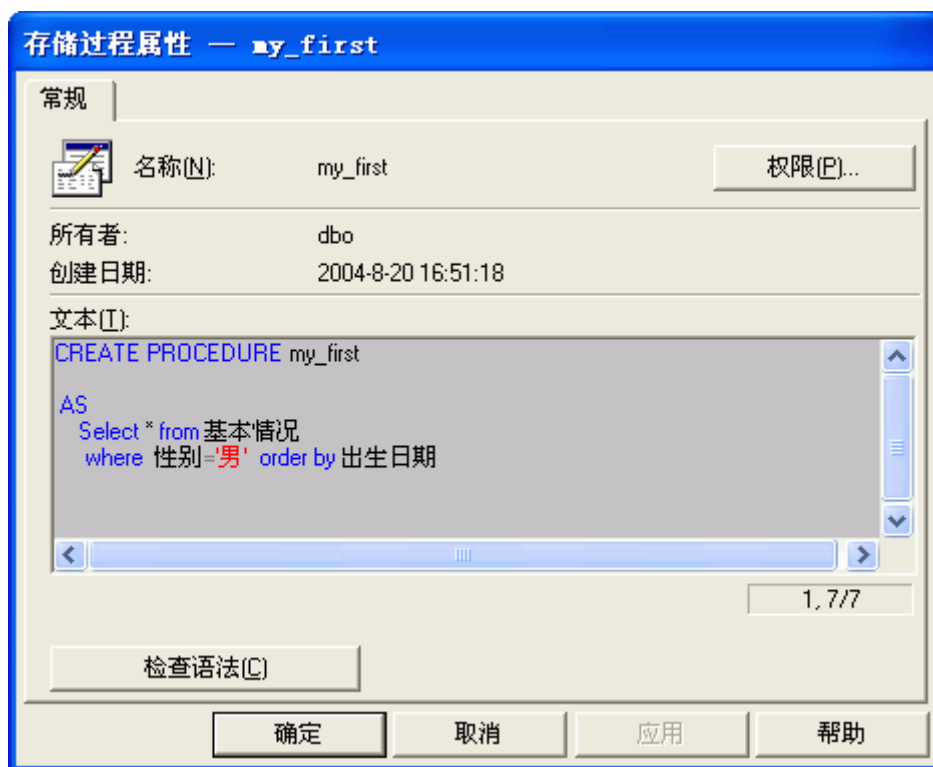 存储过程属性 — my_first
常规
名称(N): my_first 权限(P)...
所有者: dbo
创建日期: 2004-8-20 16:51:18
文本(T):
CREATE PROCEDURE my_first
AS
Select * from 基本情况
where 性别='男' order by 出生日期
1, 7/7
检查语法(C)
确定 取消 应用 帮助